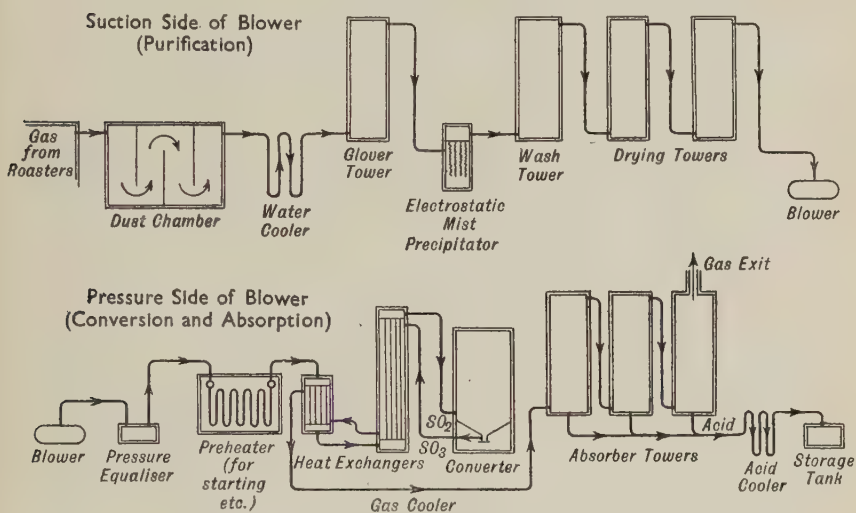 Suction Side of Blower
(Purification)
Gas
from
Roasters
Dust Chamber
Water
Cooler
Glover
Tower
Electrostatic
Mist
Precipitator
Wash
Tower
Drying Towers
Blower
Pressure Side of Blower
(Conversion and Absorption)
Gas Exit
Blower
Pressure
Equaliser
Preheater
(for
starting
etc.)
Heat Exchangers
SO₂
SO₃
Converter
Gas Cooler
Absorber Towers
Acid
Acid
Cooler
Storage
Tank